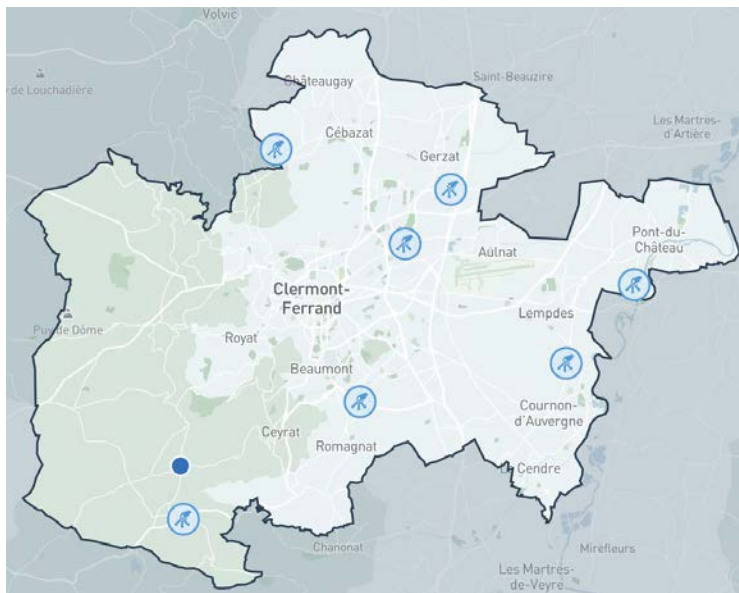 Volvic
y de Louchadière
Châteaugay
Saint-Beauzire
Cébazat
Les Martres-
d'Artière
Gerzat
Pont-du-
Château
Aulnat
Clermont-
Ferrand
Lempdes
Puy de Dôme
Royat
Beaumont
Cournon-
d'Auvergne
Ceyrat
Romagnat
Le Cendre
Chanonat
Mirefleurs
Les Martres-
de-Veyre